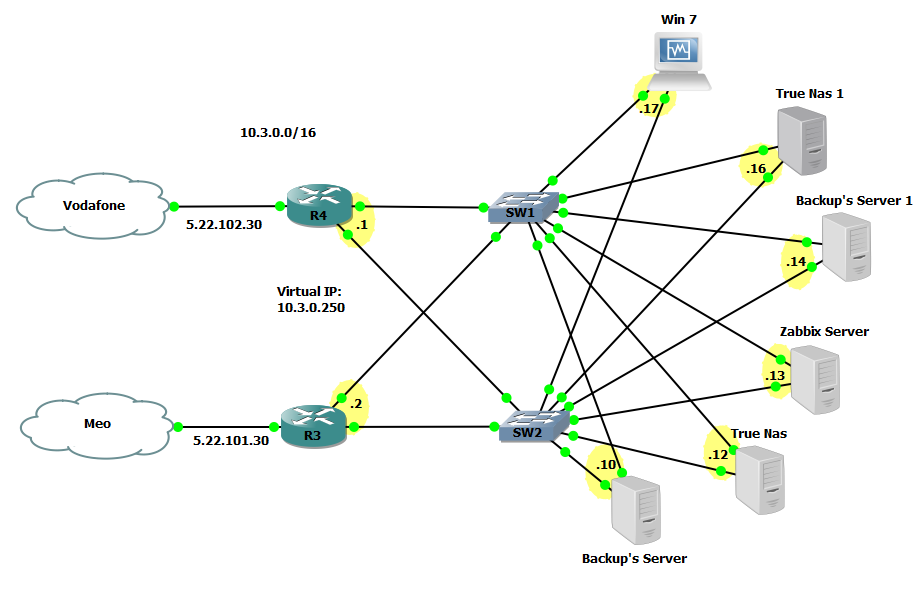 Win 7
.17
True Nas 1
10.3.0.0/16
.16
Vodafone
5.22.102.30
R4
.1
SW1
Backup's Server 1
.14
Virtual IP:
10.3.0.250
Zabbix Server
.13
Meo
5.22.101.30
R3
.2
SW2
True Nas
.12
.10
Backup's Server